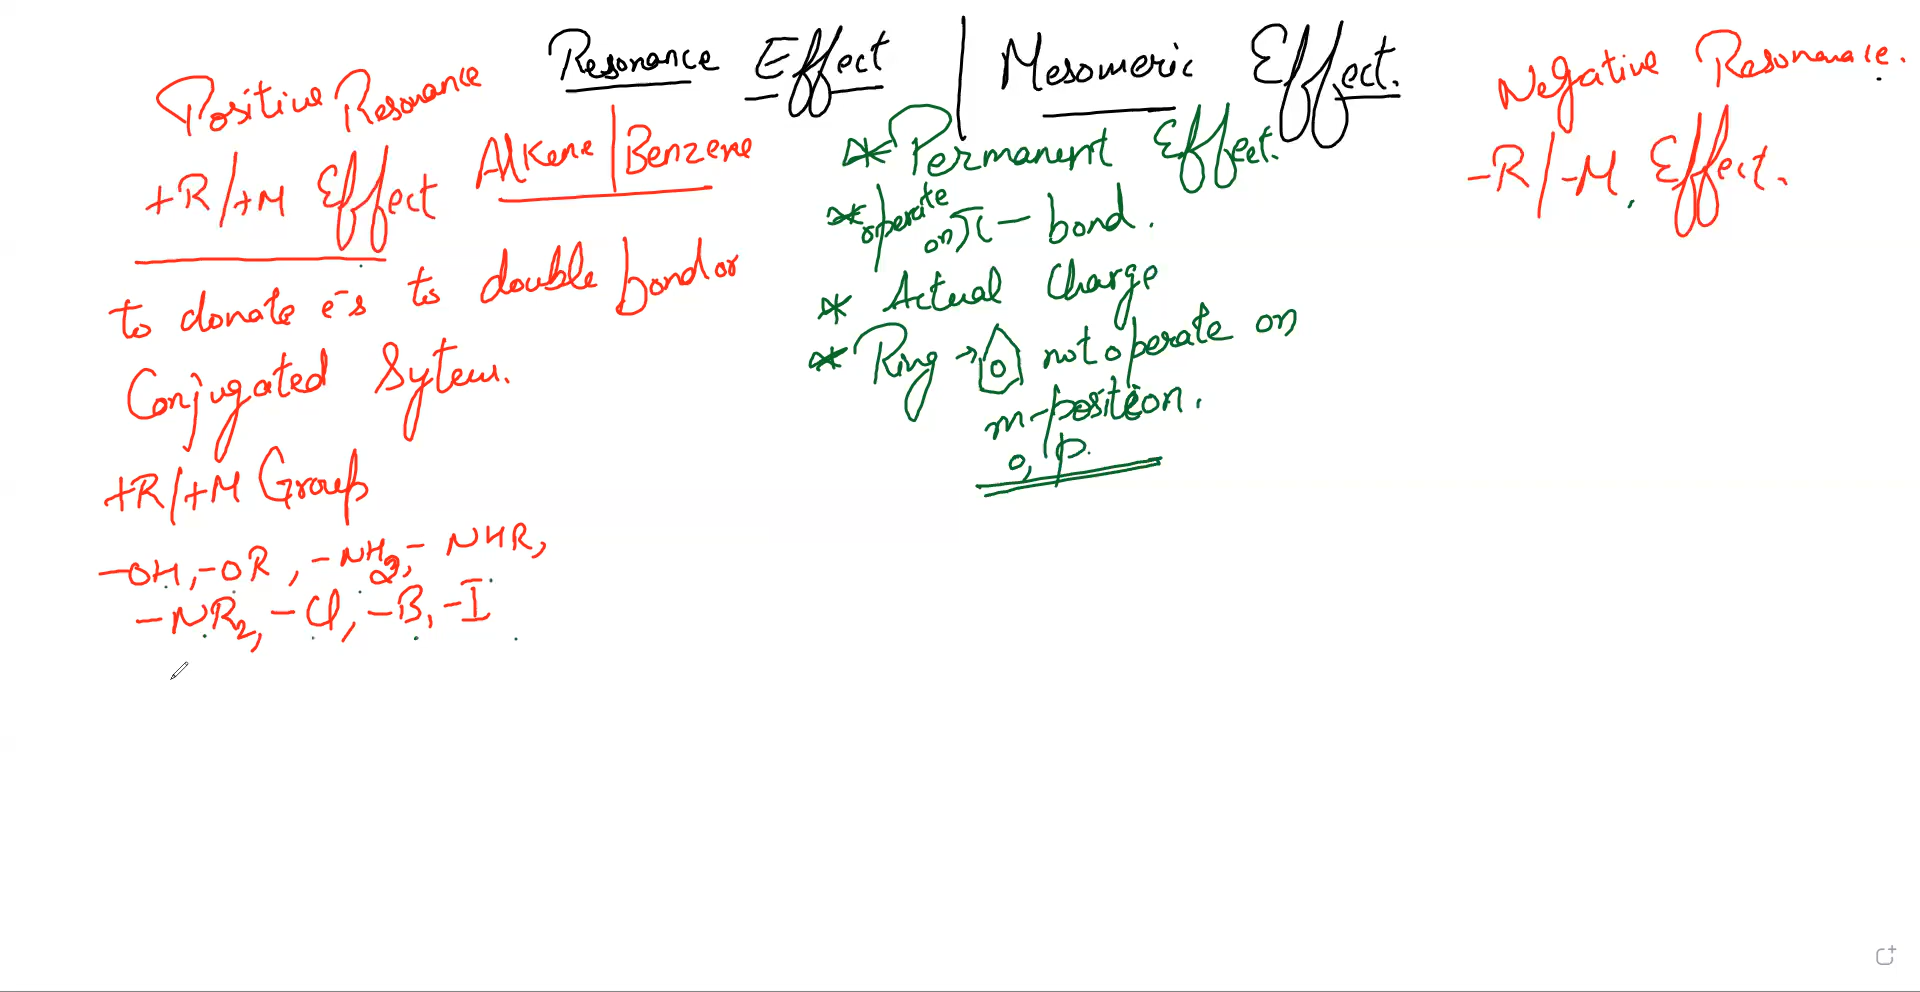 Resonance Effect | Mesomeric Effect.
Positive Resonance
+R/+M Effect Alkene | Benzene
to donate e-s to double bond or
Conjugated Sytem.
+R/+M Group
-OH, -OR, -NH2, - NHR,
-NR2, -Cl, -B, -I
* Permanent Effect.
* operate on π - bond.
* Actual Charge
* Ring → not operate on
m-position.
o, p.
Negative Resonance.
-R/-M, Effect.